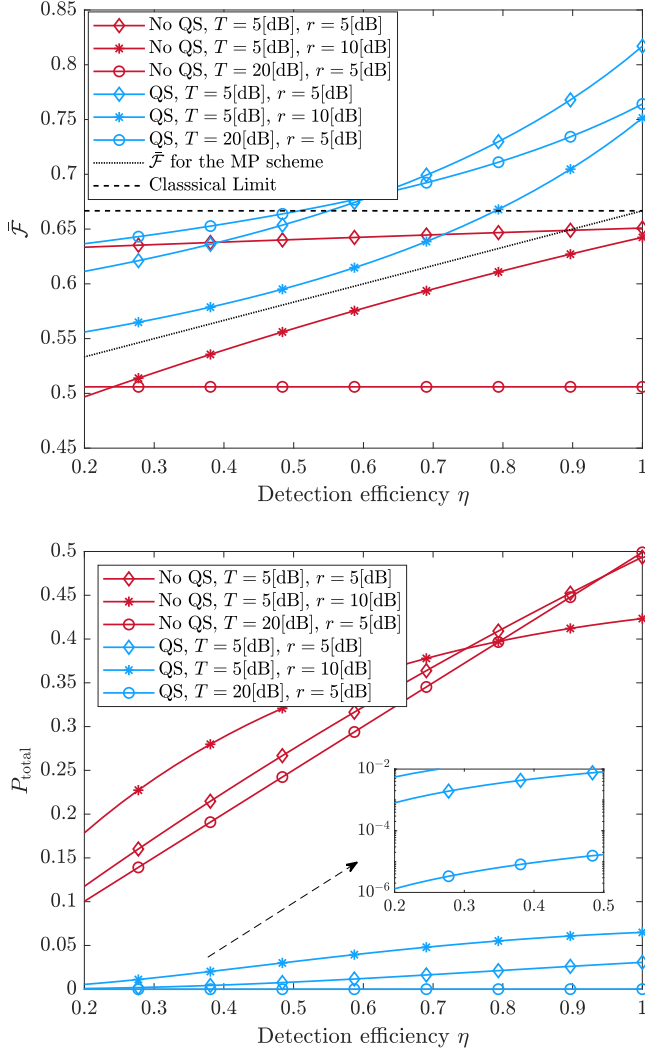 0.85
0.8
0.75
0.7
0.65
0.6
0.55
0.5
0.45
F̄
No QS, T = 5[dB], r = 5[dB]
No QS, T = 5[dB], r = 10[dB]
No QS, T = 20[dB], r = 5[dB]
QS, T = 5[dB], r = 5[dB]
QS, T = 5[dB], r = 10[dB]
QS, T = 20[dB], r = 5[dB]
F̄ for the MP scheme
Classsical Limit
0.2 0.3 0.4 0.5 0.6 0.7 0.8 0.9 1
Detection efficiency η
0.5
0.45
0.4
0.35
0.3
0.25
0.2
0.15
0.1
0.05
0
P_total
No QS, T = 5[dB], r = 5[dB]
No QS, T = 5[dB], r = 10[dB]
No QS, T = 20[dB], r = 5[dB]
QS, T = 5[dB], r = 5[dB]
QS, T = 5[dB], r = 10[dB]
QS, T = 20[dB], r = 5[dB]
10⁻²
10⁻⁴
10⁻⁶
0.2 0.3 0.4 0.5
0.2 0.3 0.4 0.5 0.6 0.7 0.8 0.9 1
Detection efficiency η